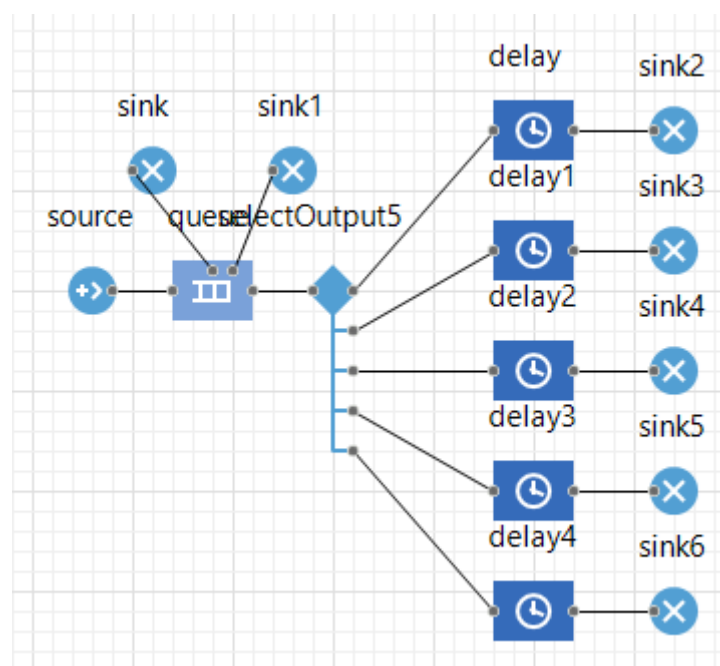 delay
sink2
sink
sink1
delay1
sink3
source
queue
selectOutput5
delay2
sink4
delay3
sink5
delay4
sink6